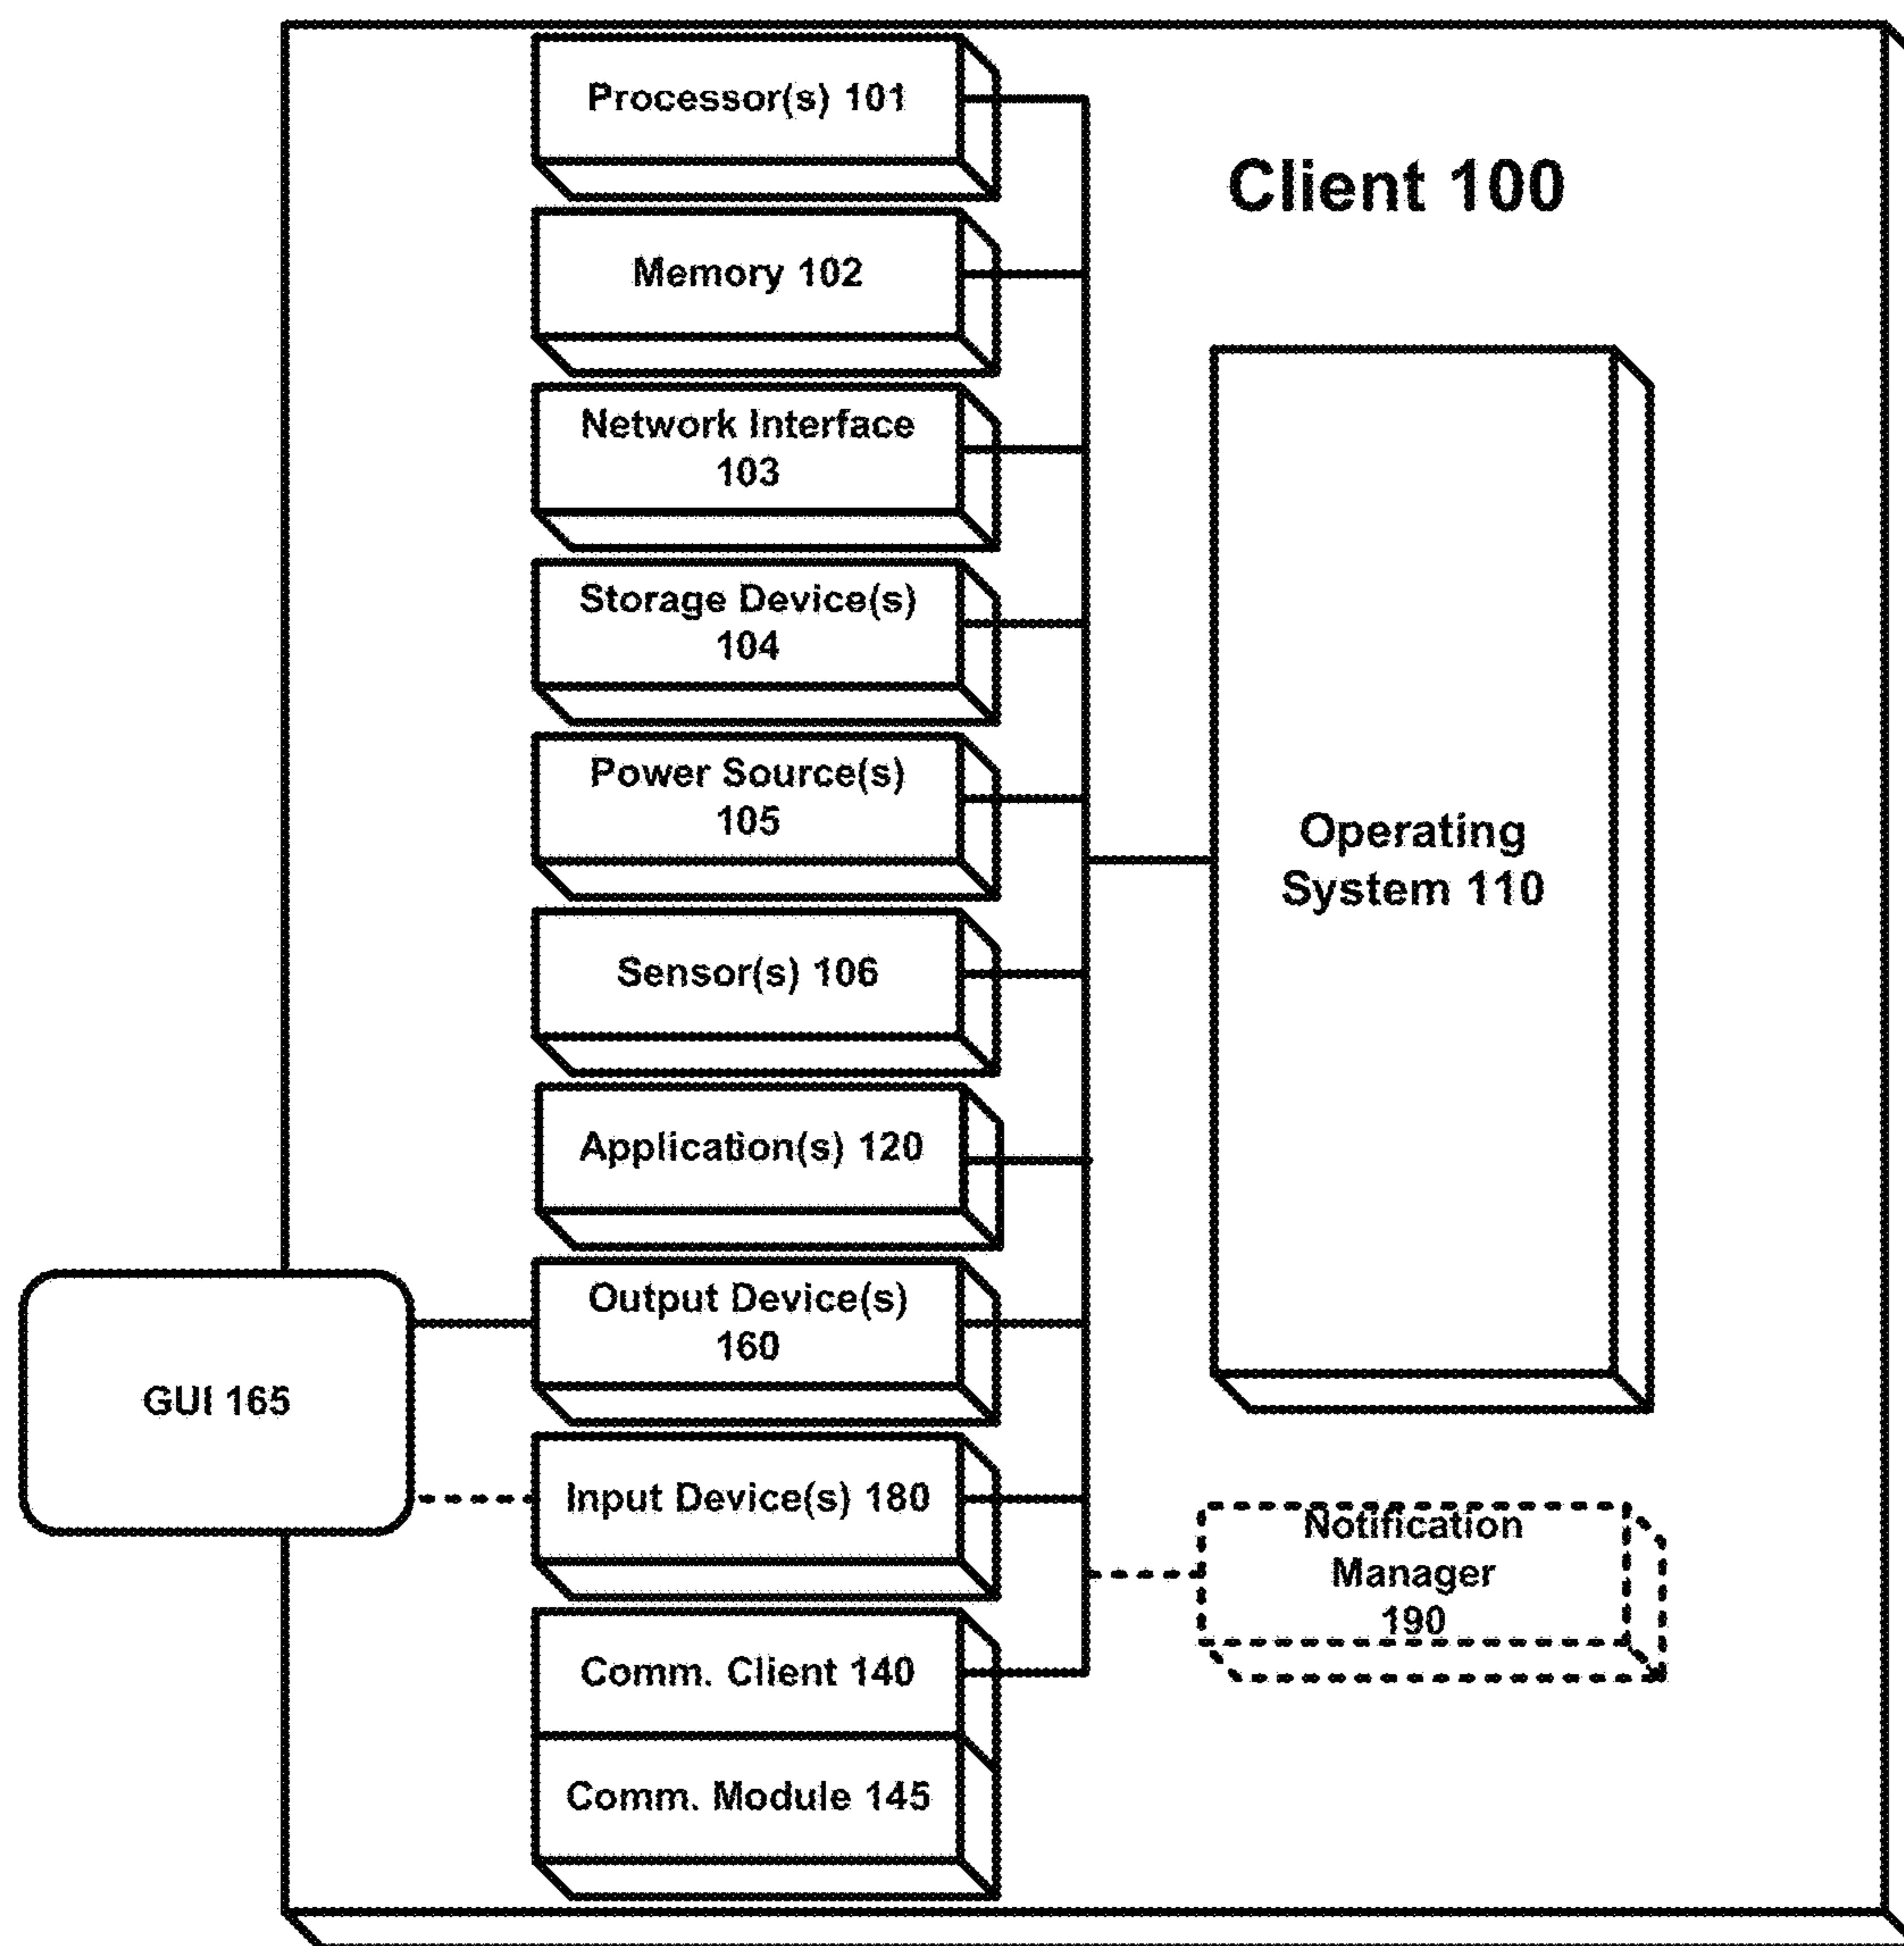 Processor(s) 101
Client 100
Memory 102
Network Interface
103
Storage Device(s)
104
Power Source(s)
105
Operating
System 110
Sensor(s) 106
Application(s) 120
Output Device(s)
160
GUI 165
Input Device(s) 180
Notification
Manager
190
Comm. Client 140
Comm. Module 145